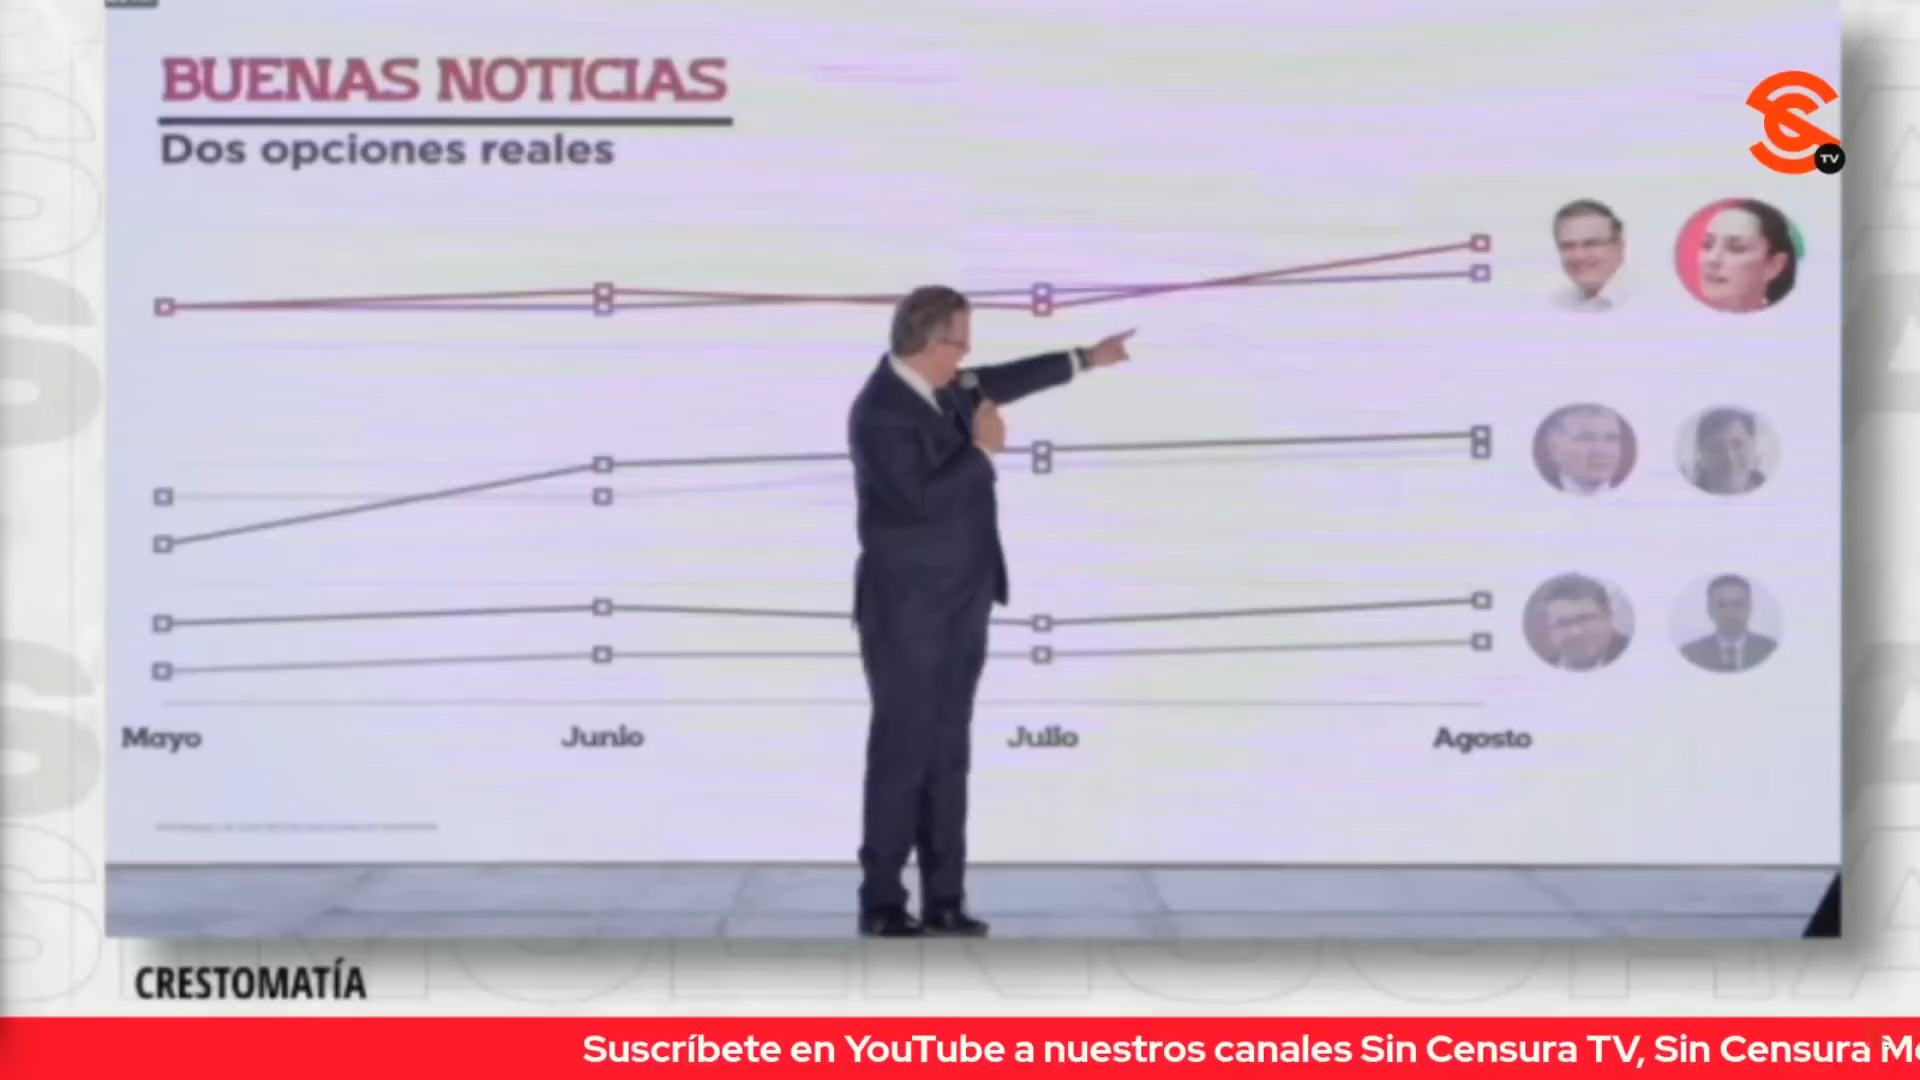 BUENAS NOTICIAS
Dos opciones reales
TV
Mayo
Junio
Julio
Agosto
CRESTOMATÍA
Suscríbete en YouTube a nuestros canales Sin Censura TV, Sin Censura